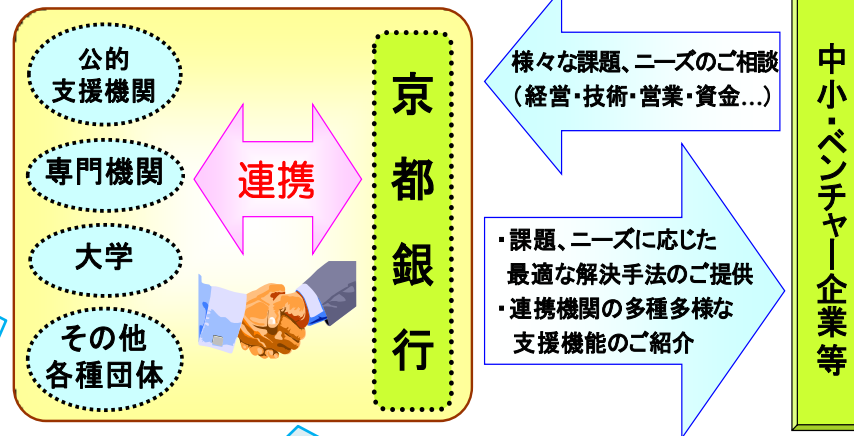 公的
支援機関
専門機関
大学
その他
各種団体
連携
京都銀行
様々な課題、ニーズのご相談
（経営・技術・営業・資金…）
・課題、ニーズに応じた
最適な解決手法のご提供
・連携機関の多種多様な
支援機能のご紹介
中小・ベンチャー企業等